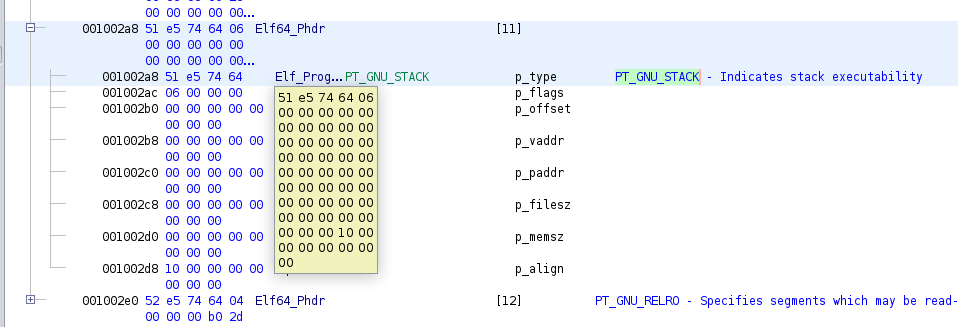 00 00 00 00 2d
00 00 00 00 00...
001002a8 51 e5 74 64 06 Elf64_Phdr [11]
00 00 00 00 00
00 00 00 00 00...
001002a8 51 e5 74 64 Elf_Prog...PT_GNU_STACK p_type PT_GNU_STACK - Indicates stack executability
001002ac 06 00 00 00 p_flags
001002b0 00 00 00 00 00 p_offset
00 00 00
001002b8 00 00 00 00 00 p_vaddr
00 00 00
001002c0 00 00 00 00 00 p_paddr
00 00 00
001002c8 00 00 00 00 00 p_filesz
00 00 00
001002d0 00 00 00 00 00 p_memsz
00 00 00
001002d8 10 00 00 00 00 p_align
00 00 00
51 e5 74 64 06
00 00 00 00 00
00 00 00 00 00
00 00 00 00 00
00 00 00 00 00
00 00 00 00 00
00 00 00 00 00
00 00 00 00 00
00 00 00 00 00
00 00 00 10 00
00 00 00 00 00
00
001002e0 52 e5 74 64 04 Elf64_Phdr [12] PT_GNU_RELRO - Specifies segments which may be read-
00 00 00 b0 2d